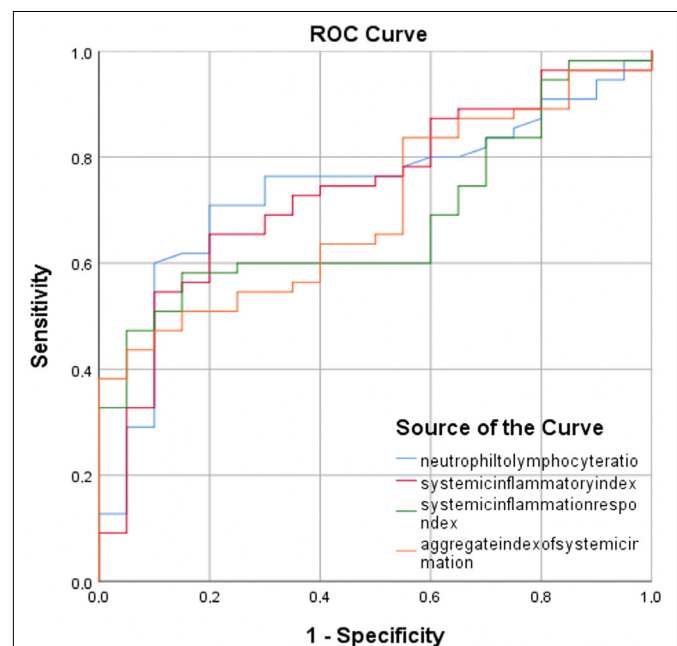 ROC Curve
1.0
0.8
0.6
0.4
0.2
0.0
Sensitivity
Source of the Curve
neutrophiltolymphocyteratio
systemicinflammatoryindex
systemicinflammationrespo
ndex
aggregateindexofsystemicir
mation
0.0 0.2 0.4 0.6 0.8 1.0
1 - Specificity